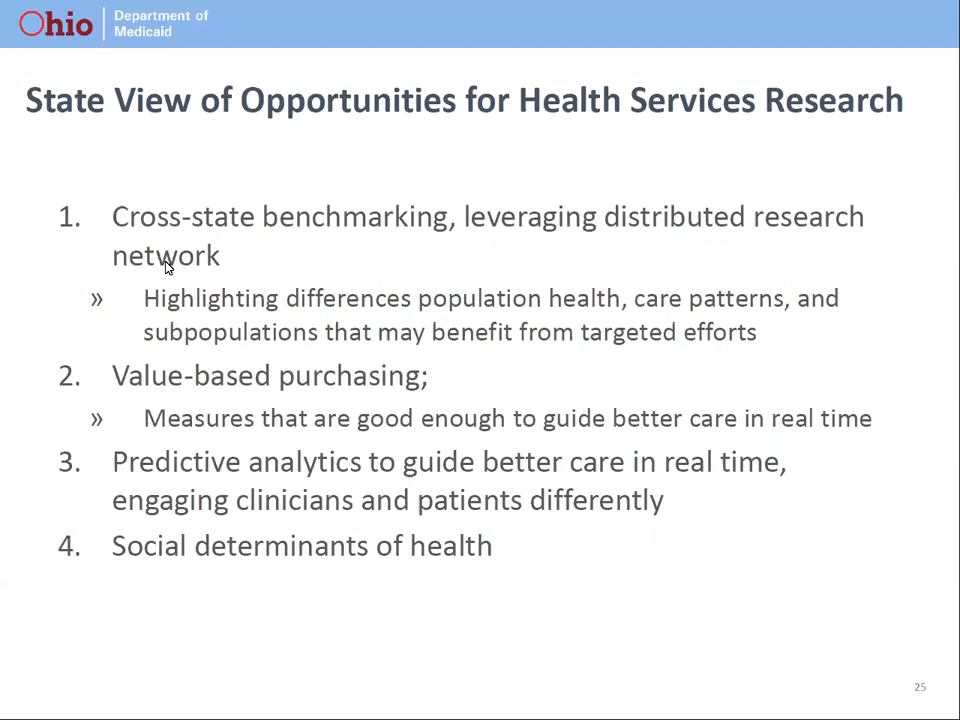 Ohio Department of
Medicaid
State View of Opportunities for Health Services Research
1. Cross-state benchmarking, leveraging distributed research
network
» Highlighting differences population health, care patterns, and
subpopulations that may benefit from targeted efforts
2. Value-based purchasing;
» Measures that are good enough to guide better care in real time
3. Predictive analytics to guide better care in real time,
engaging clinicians and patients differently
4. Social determinants of health
25